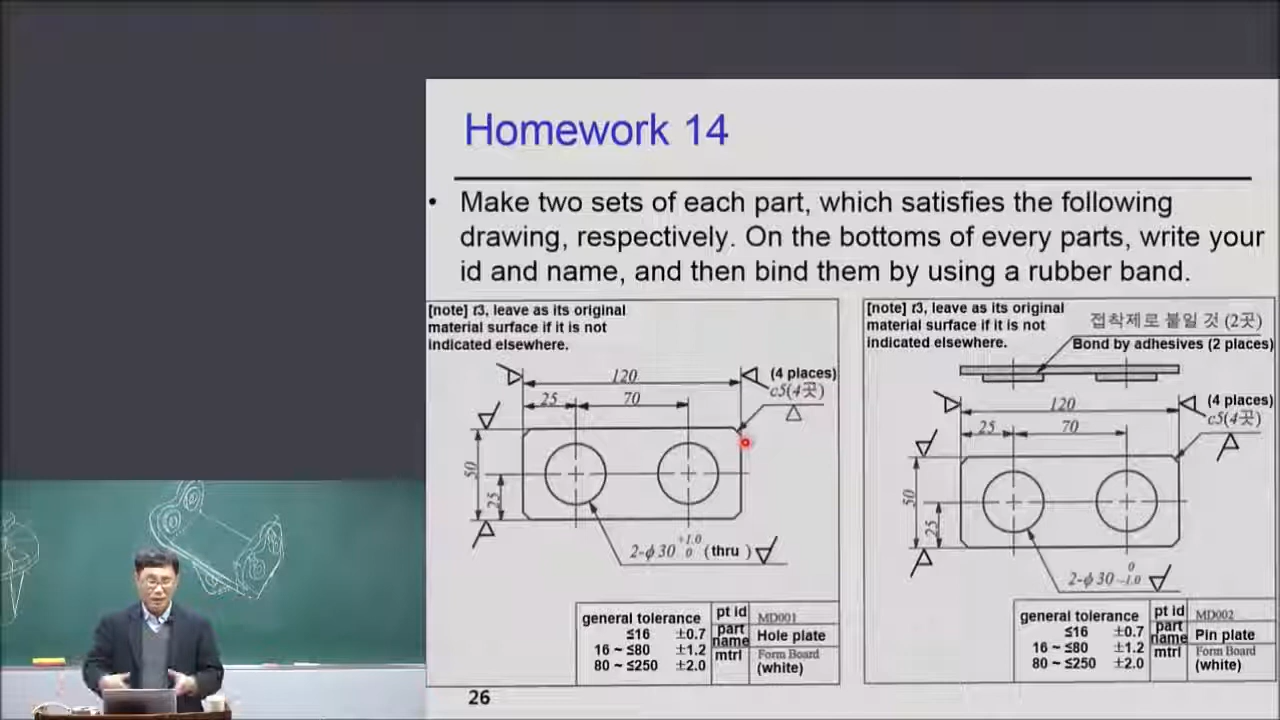 Homework 14
• Make two sets of each part, which satisfies the following
drawing, respectively. On the bottoms of every parts, write your
id and name, and then bind them by using a rubber band.
[note] t3, leave as its original
material surface if it is not
indicated elsewhere.
(4 places)
c5(4곳)
120
25
70
50
25
2-ϕ30 +1.0 0 (thru )
general tolerance
≤16 ±0.7
16 ~ ≤80 ±1.2
80 ~ ≤250 ±2.0
pt id MD001
part name Hole plate
mtrl Form Board
(white)
[note] t3, leave as its original
material surface if it is not
indicated elsewhere.
접착제로 붙일 것 (2곳)
Bond by adhesives (2 places)
(4 places)
c5(4곳)
120
25
70
50
25
2-ϕ30 0 -1.0
general tolerance
≤16 ±0.7
16 ~ ≤80 ±1.2
80 ~ ≤250 ±2.0
pt id MD002
part name Pin plate
mtrl Form Board
(white)
26